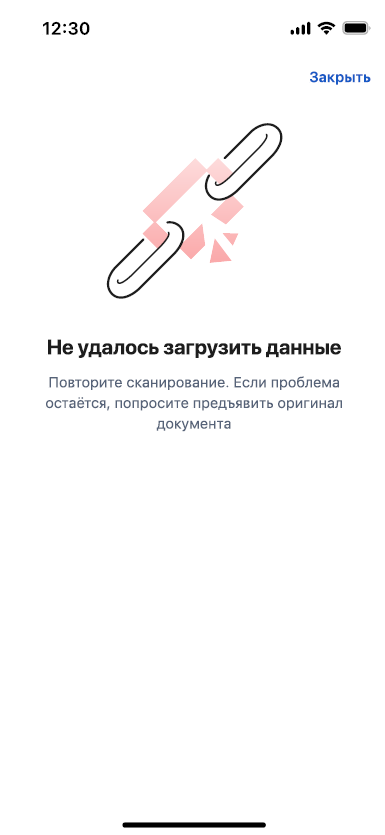 12:30
Закрыть
Не удалось загрузить данные
Повторите сканирование. Если проблема
остаётся, попросите предъявить оригинал
документа